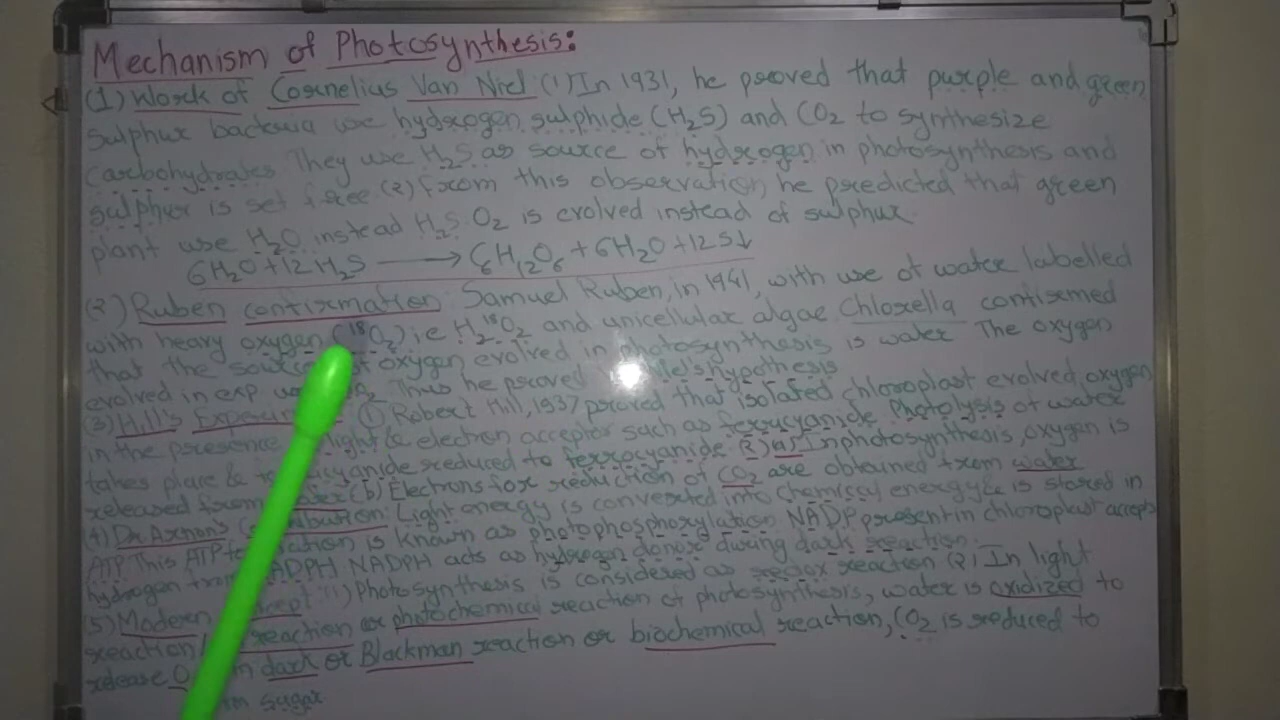 Mechanism of Photosynthesis:
(1) Work of Cornelius Van Niel (1) In 1931, he proved that purple and green
sulphur use hydrogen sulphide (H₂S) and CO₂ to synthesize
Carbohydrates They use H₂S as source of hydrogen in photosynthesis and
sulphur is set free (2) From this observation, he predicted that green
plant use H₂O instead H₂S O₂ is evolved instead of sulphur
6H₂O + 12H₂S ⟶ C₆H₁₂O₆ + 6H₂O + 12S↓
(2) Ruben confirmation: Samuel Ruben, in 1941, with use of water labelled
with heavy oxygen (¹⁸O₂) i.e H₂¹⁸O₂ and unicellular algae Chlorella confirmed
that the oxygen evolved in photosynthesis is water The oxygen
evolved in exp Thus he proved hypothesis
(3) Hill's ① Robert Hill, 1937 proved that isolated chloroplast evolved oxygen
in the presence light & electron acceptor such as ferricyanide Photolysis of water
takes place & reduced to ferrocyanide. (2) (a) In photosynthesis, oxygen is
released from (b) Electrons for reduction of CO₂ are obtained from water
(4) Dr Arnon's Light energy is converted into chemical energy & is stored in
ATP This ATP is known as photophosphorylation NADP present in chloroplast accepts
hydrogen from NADPH acts as hydrogen donor during dark reaction.
(5) Modern (1) Photosynthesis is considered as redox reaction (2) In light
reaction or photochemical reaction of photosynthesis, water is oxidized to
release dark or Blackman reaction or biochemical reaction, CO₂ is reduced to
sugar